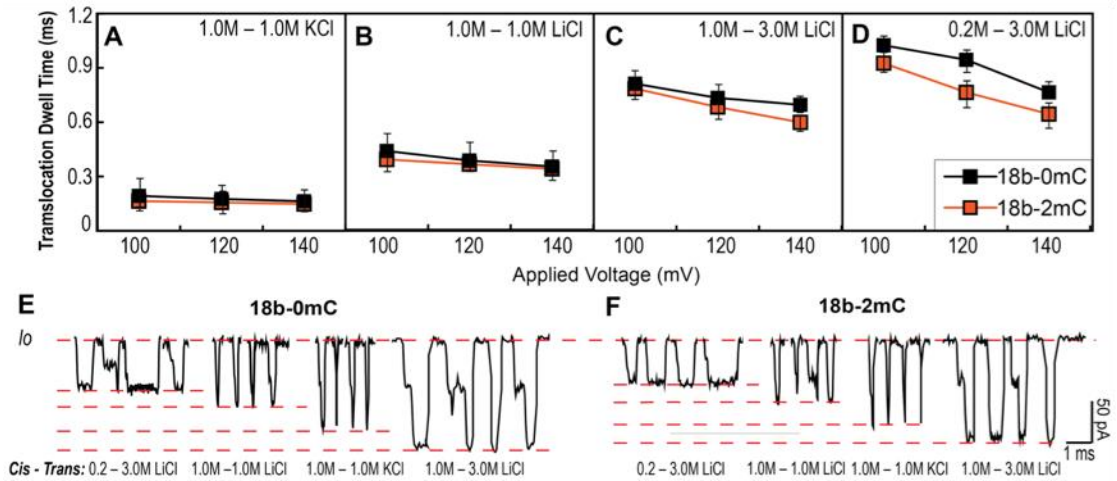 A 1.0M – 1.0M KCl
B 1.0M – 1.0M LiCl
C 1.0M – 3.0M LiCl
D 0.2M – 3.0M LiCl
Tramslocation Dwell Time (ms)
1.2
0.9
0.6
0.3
0
18b-0mC
18b-2mC
100 120 140 100 120 140 100 120 140 100 120 140
Applied Voltage (mV)
E 18b-0mC
F 18b-2mC
Io
50 pA
1 ms
Cis - Trans: 0.2 – 3.0M LiCl 1.0M – 1.0M LiCl 1.0M – 1.0M KCl 1.0M – 3.0M LiCl
0.2 – 3.0M LiCl 1.0M – 1.0M LiCl 1.0M – 1.0M KCl 1.0M – 3.0M LiCl